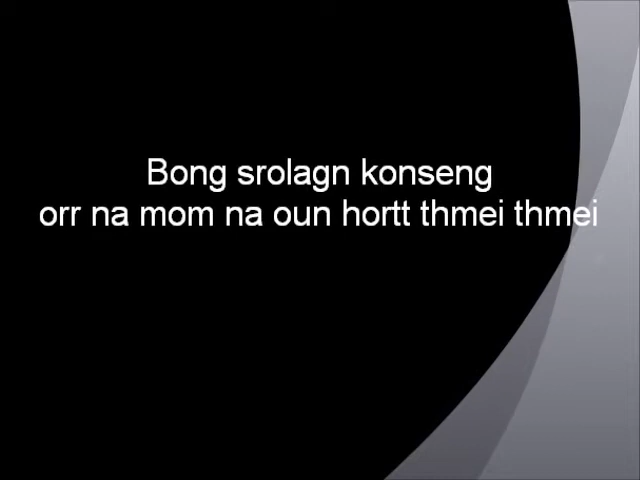 Bong srolagn konseng
orr na mom na oun hortt thmei thmei